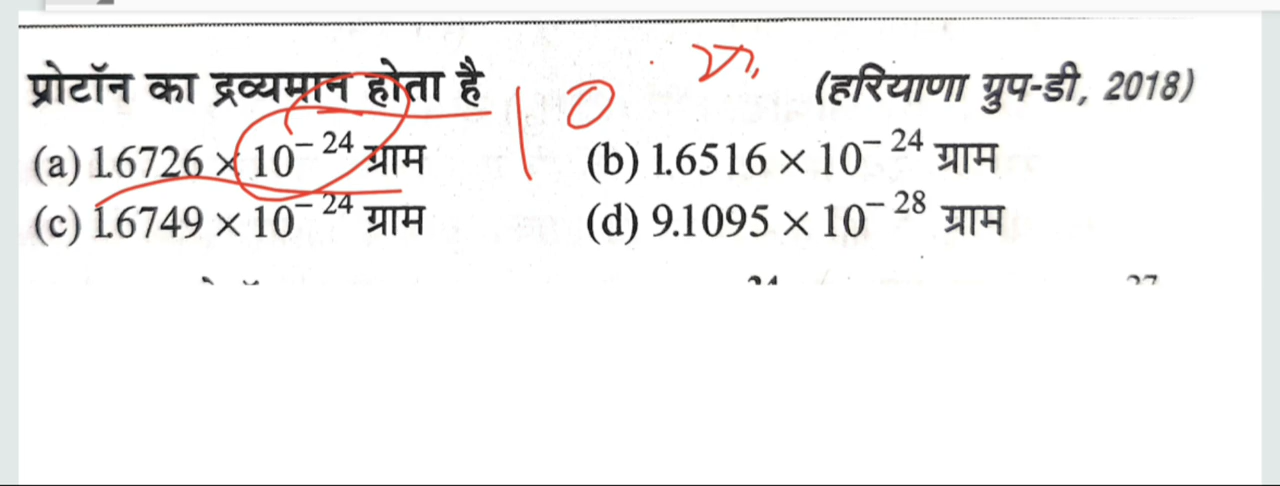 प्रोटॉन का द्रव्यमान होता है (हरियाणा ग्रुप-डी, 2018)
(a) 1.6726 × 10⁻²⁴ ग्राम (b) 1.6516 × 10⁻²⁴ ग्राम
(c) 1.6749 × 10⁻²⁴ ग्राम (d) 9.1095 × 10⁻²⁸ ग्राम